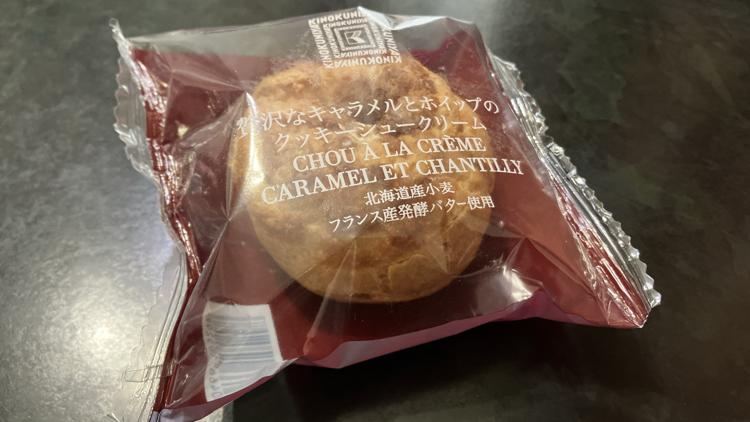 KINOKUNIYA
KINOKUNIYA
贅沢なキャラメルとホイップの
クッキーシュークリーム
CHOU À LA CRÈME
CARAMEL ET CHANTILLY
北海道産小麦
フランス産発酵バター使用